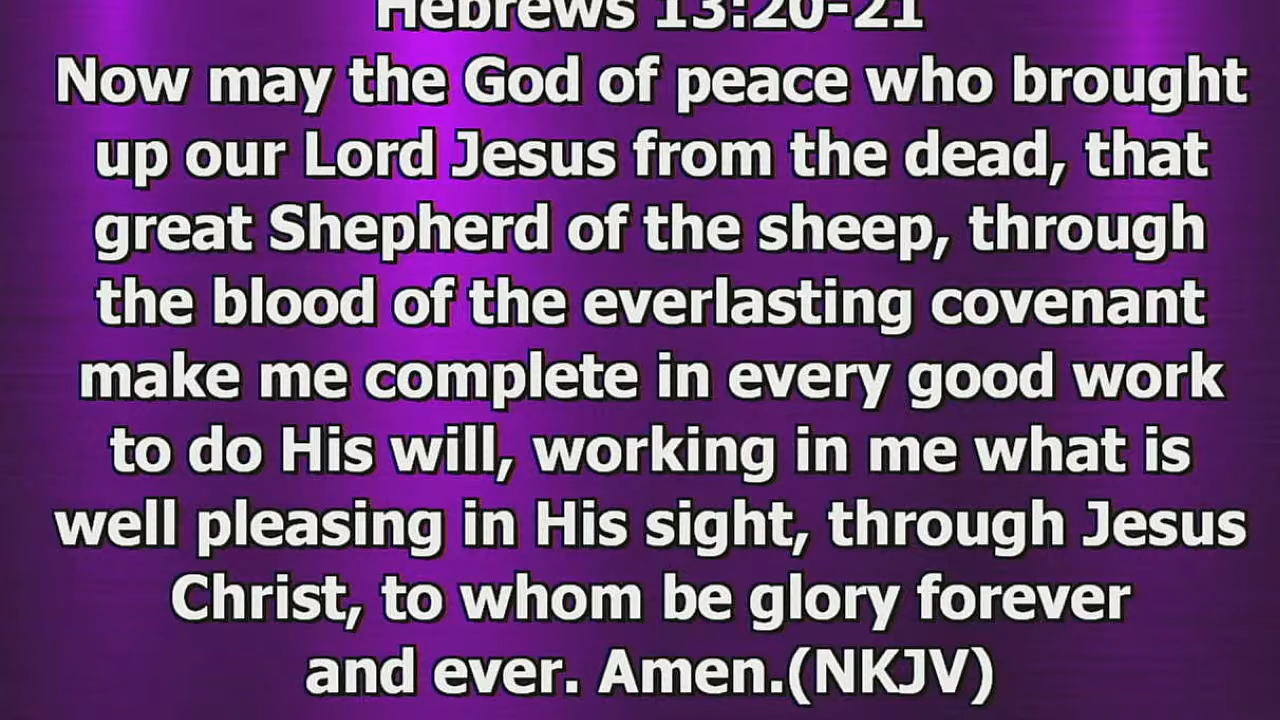 Hebrews 13:20-21
Now may the God of peace who brought
up our Lord Jesus from the dead, that
great Shepherd of the sheep, through
the blood of the everlasting covenant
make me complete in every good work
to do His will, working in me what is
well pleasing in His sight, through Jesus
Christ, to whom be glory forever
and ever. Amen.(NKJV)